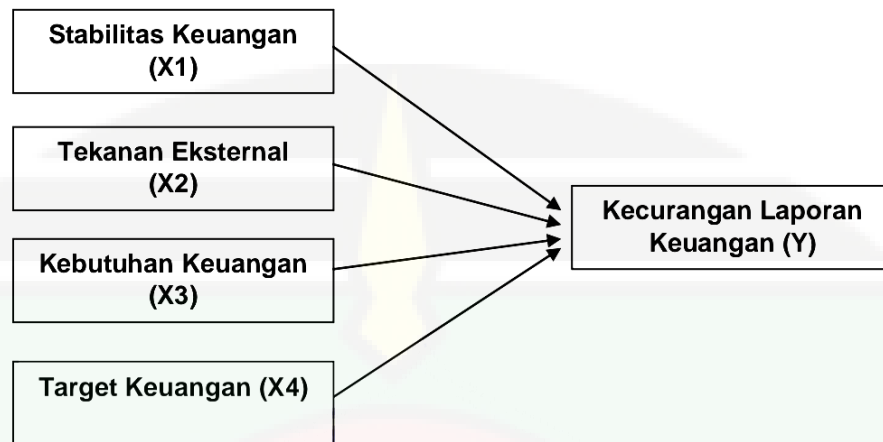 Stabilitas Keuangan
(X1)
Tekanan Eksternal
(X2)
Kebutuhan Keuangan
(X3)
Target Keuangan (X4)
Kecurangan Laporan
Keuangan (Y)